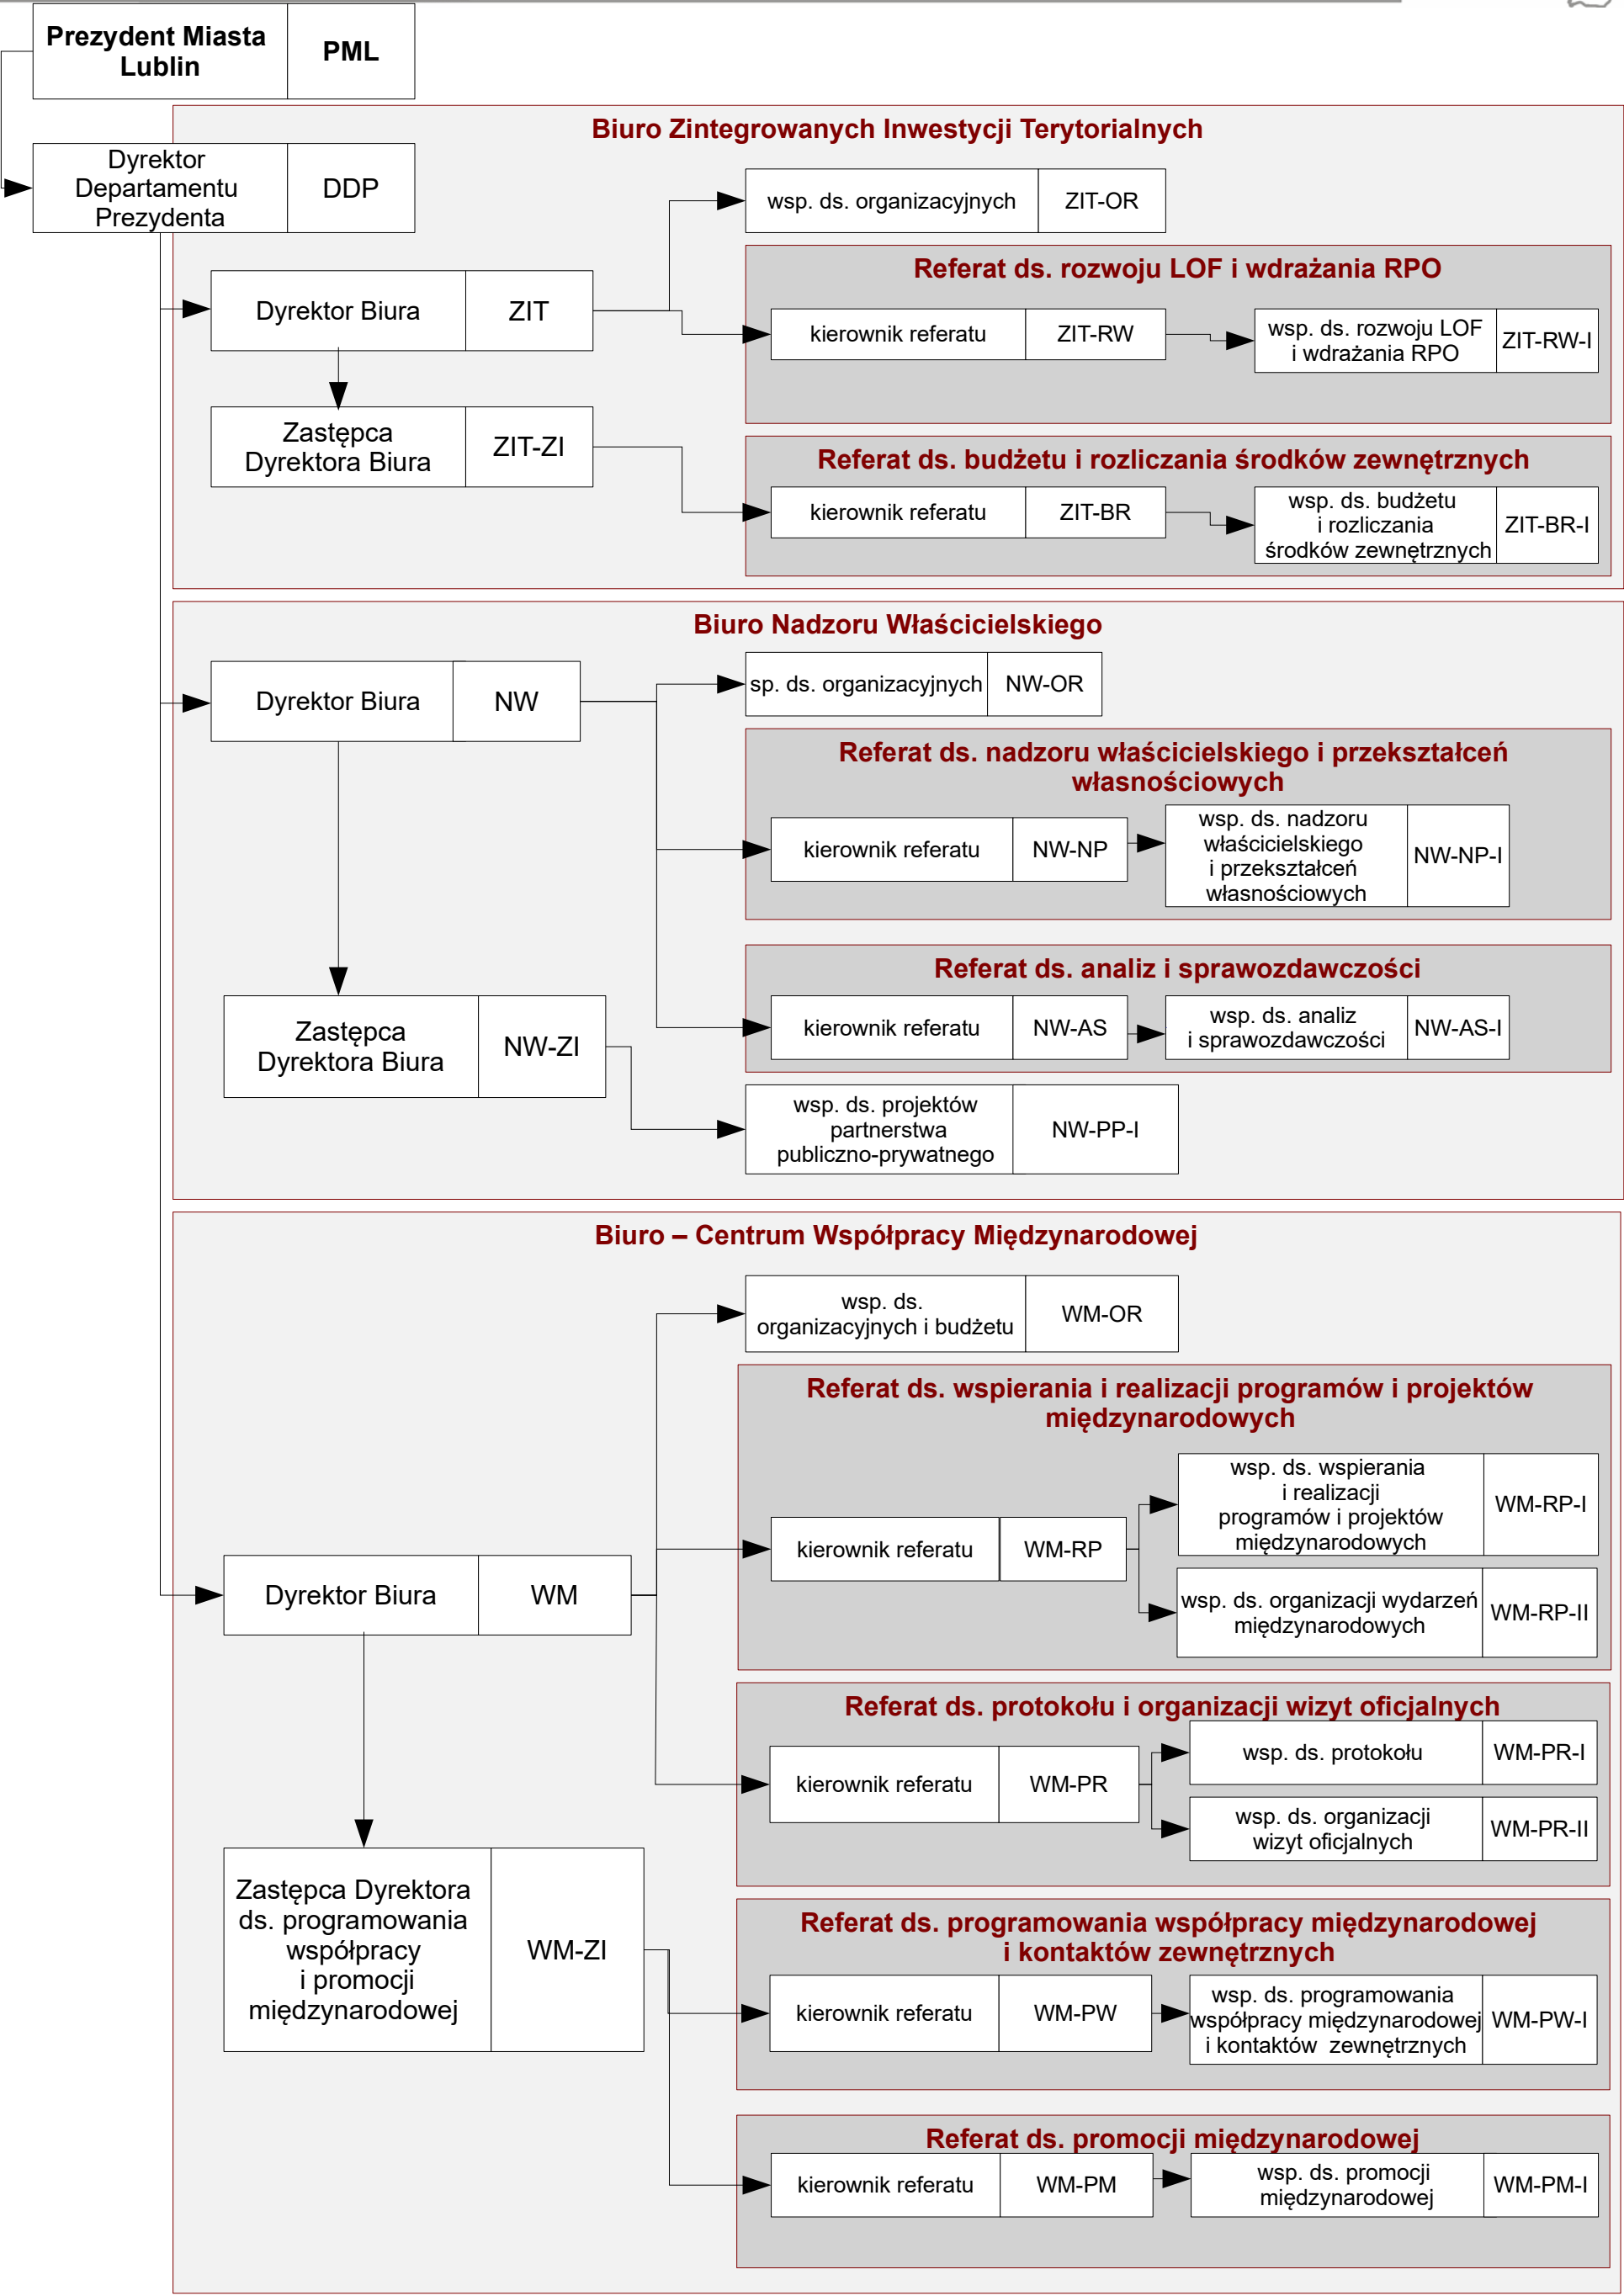 Prezydent Miasta
Lublin
PML
Dyrektor
Departamentu
Prezydenta
DDP
Biuro Zintegrowanych Inwestycji Terytorialnych
wsp. ds. organizacyjnych
ZIT-OR
Dyrektor Biura
ZIT
Referat ds. rozwoju LOF i wdrażania RPO
kierownik referatu
ZIT-RW
wsp. ds. rozwoju LOF
i wdrażania RPO
ZIT-RW-I
Zastępca
Dyrektora Biura
ZIT-ZI
Referat ds. budżetu i rozliczania środków zewnętrznych
kierownik referatu
ZIT-BR
wsp. ds. budżetu
i rozliczania
środków zewnętrznych
ZIT-BR-I
Biuro Nadzoru Właścicielskiego
Dyrektor Biura
NW
sp. ds. organizacyjnych
NW-OR
Referat ds. nadzoru właścicielskiego i przekształceń
własnościowych
kierownik referatu
NW-NP
wsp. ds. nadzoru
właścicielskiego
i przekształceń
własnościowych
NW-NP-I
Referat ds. analiz i sprawozdawczości
kierownik referatu
NW-AS
wsp. ds. analiz
i sprawozdawczości
NW-AS-I
Zastępca
Dyrektora Biura
NW-ZI
wsp. ds. projektów
partnerstwa
publiczno-prywatnego
NW-PP-I
Biuro – Centrum Współpracy Międzynarodowej
wsp. ds.
organizacyjnych i budżetu
WM-OR
Referat ds. wspierania i realizacji programów i projektów
międzynarodowych
kierownik referatu
WM-RP
wsp. ds. wspierania
i realizacji
programów i projektów
międzynarodowych
WM-RP-I
wsp. ds. organizacji wydarzeń
międzynarodowych
WM-RP-II
Dyrektor Biura
WM
Referat ds. protokołu i organizacji wizyt oficjalnych
kierownik referatu
WM-PR
wsp. ds. protokołu
WM-PR-I
wsp. ds. organizacji
wizyt oficjalnych
WM-PR-II
Zastępca Dyrektora
ds. programowania
współpracy
i promocji
międzynarodowej
WM-ZI
Referat ds. programowania współpracy międzynarodowej
i kontaktów zewnętrznych
kierownik referatu
WM-PW
wsp. ds. programowania
współpracy międzynarodowej
i kontaktów zewnętrznych
WM-PW-I
Referat ds. promocji międzynarodowej
kierownik referatu
WM-PM
wsp. ds. promocji
międzynarodowej
WM-PM-I